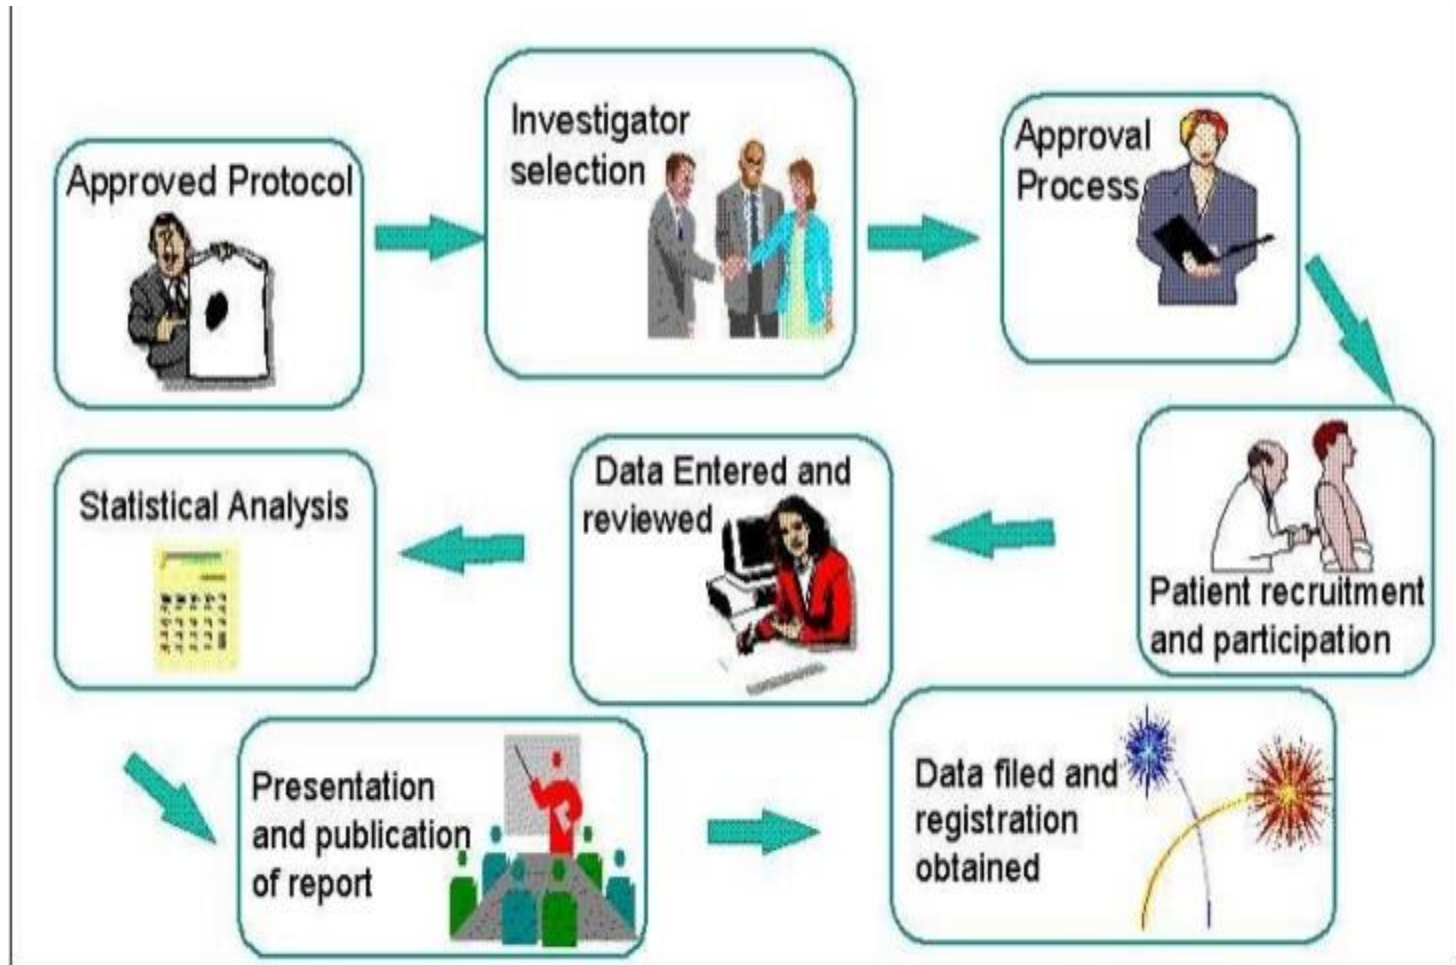 Approved Protocol
Investigator
selection
Approval
Process
Patient recruitment
and participation
Data Entered and
reviewed
Statistical Analysis
Presentation
and publication
of report
Data filed and
registration
obtained